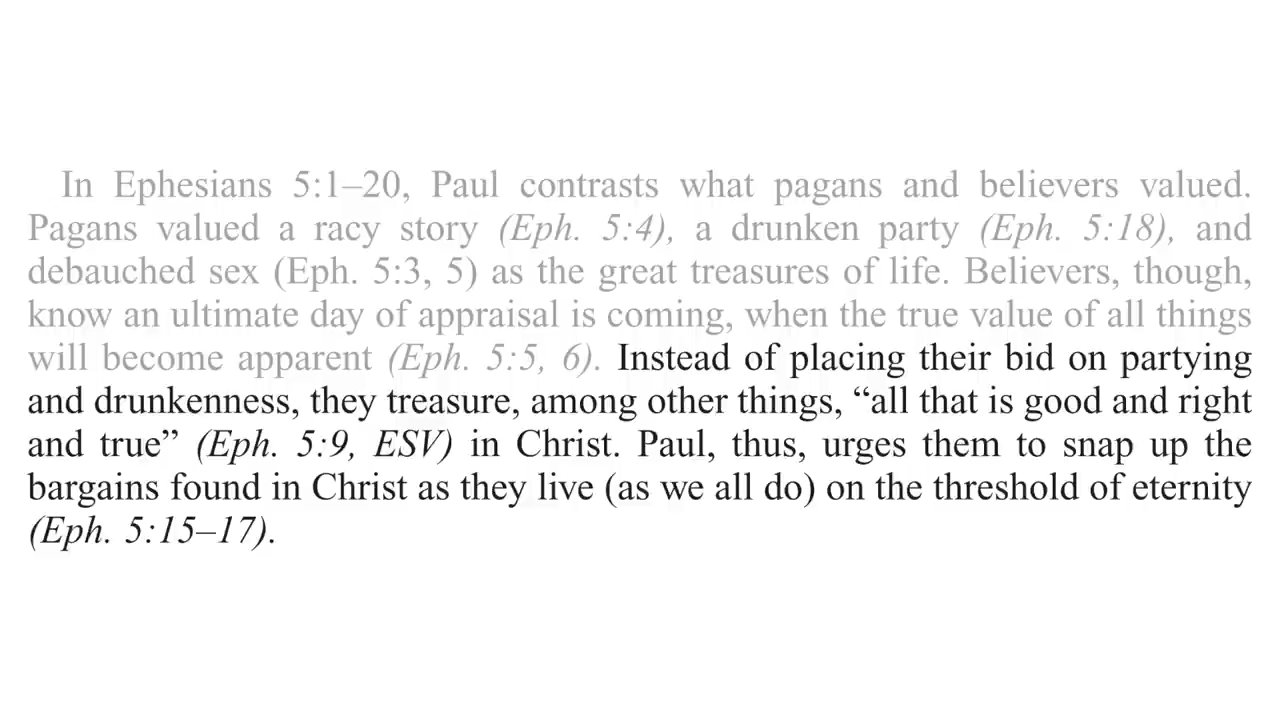 In Ephesians 5:1–20, Paul contrasts what pagans and believers valued.
Pagans valued a racy story (Eph. 5:4), a drunken party (Eph. 5:18), and
debauched sex (Eph. 5:3, 5) as the great treasures of life. Believers, though,
know an ultimate day of appraisal is coming, when the true value of all things
will become apparent (Eph. 5:5, 6). Instead of placing their bid on partying
and drunkenness, they treasure, among other things, “all that is good and right
and true” (Eph. 5:9, ESV) in Christ. Paul, thus, urges them to snap up the
bargains found in Christ as they live (as we all do) on the threshold of eternity
(Eph. 5:15–17).